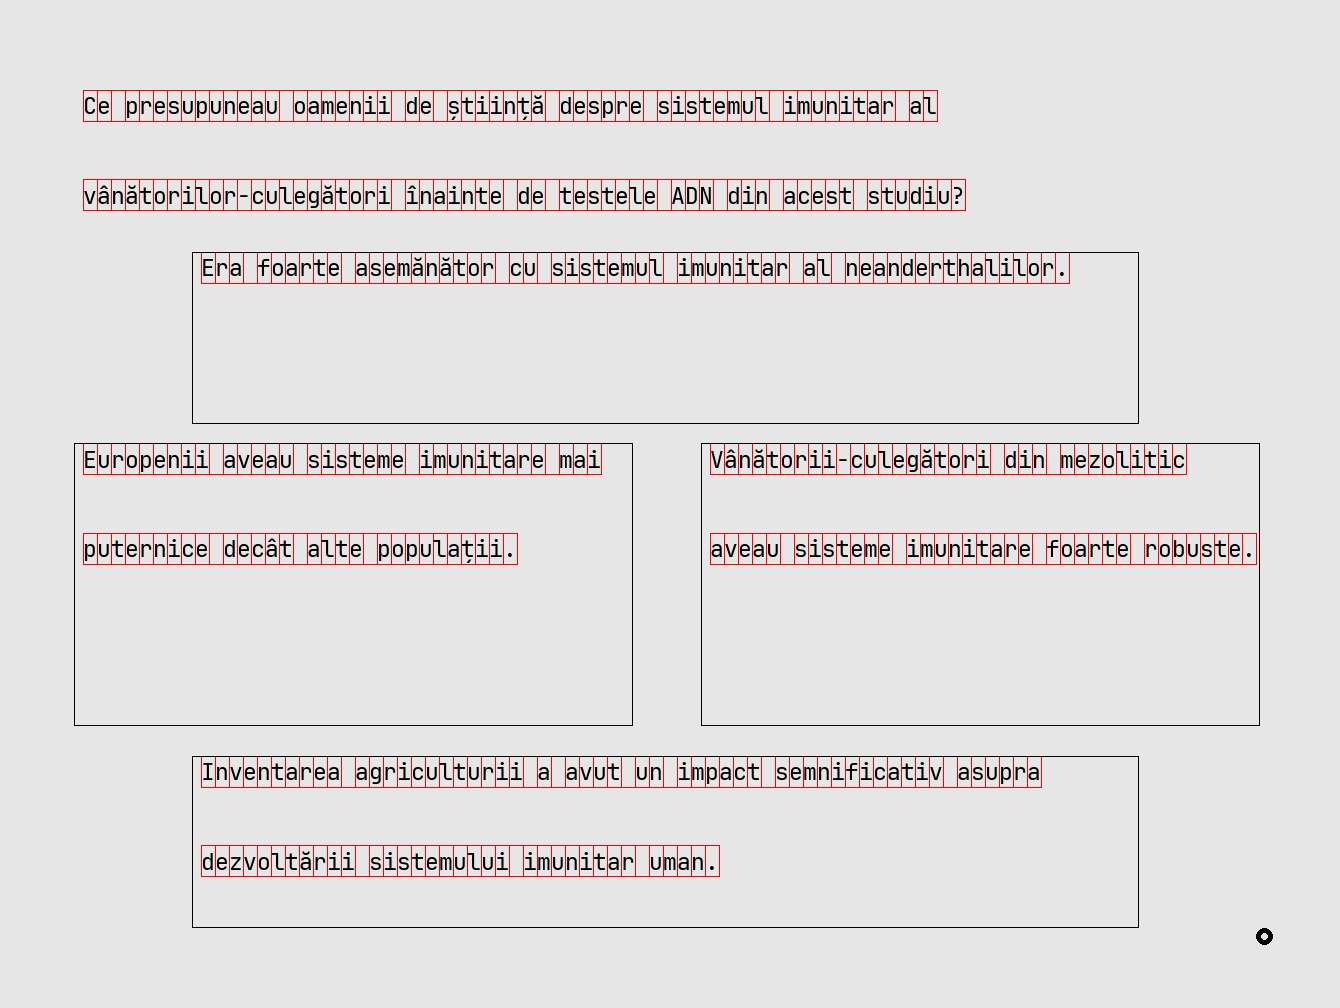 Ce presupuneau oamenii de știință despre sistemul imunitar al
vânătorilor-culegători înainte de testele ADN din acest studiu?
Era foarte asemănător cu sistemul imunitar al neanderthalilor.
Europenii aveau sisteme imunitare mai
puternice decât alte populații.
Vânătorii-culegători din mezolitic
aveau sisteme imunitare foarte robuste.
Inventarea agriculturii a avut un impact semnificativ asupra
dezvoltării sistemului imunitar uman.